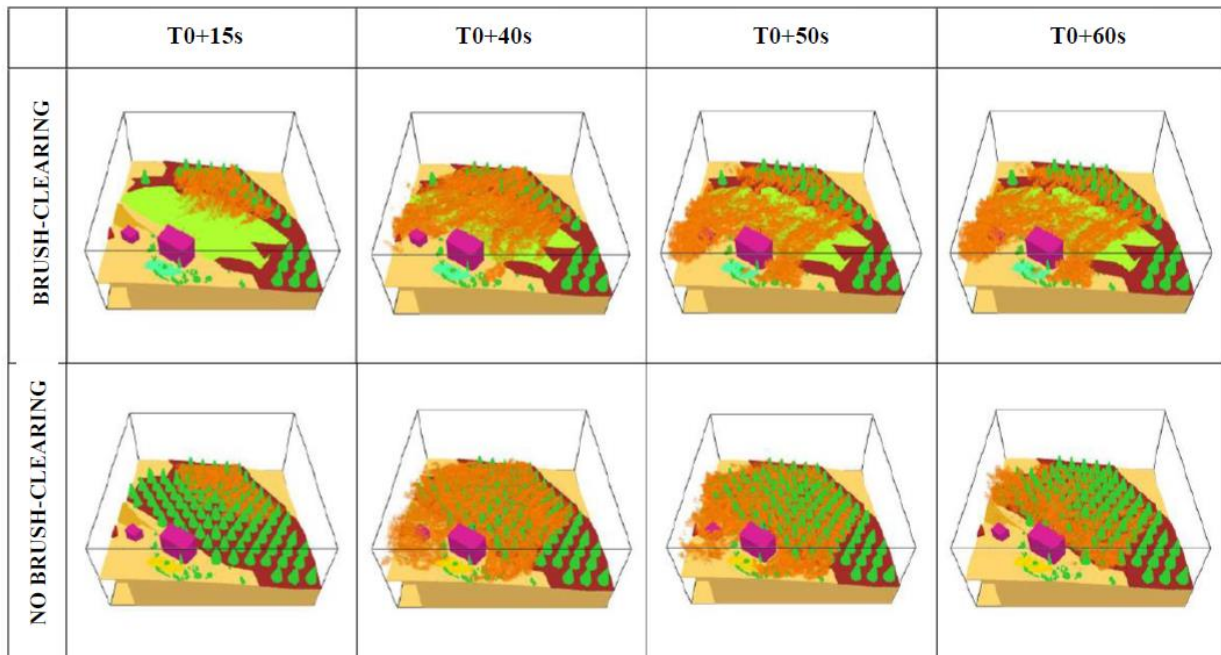 T0+15s
T0+40s
T0+50s
T0+60s
BRUSH-CLEARING
NO BRUSH-CLEARING